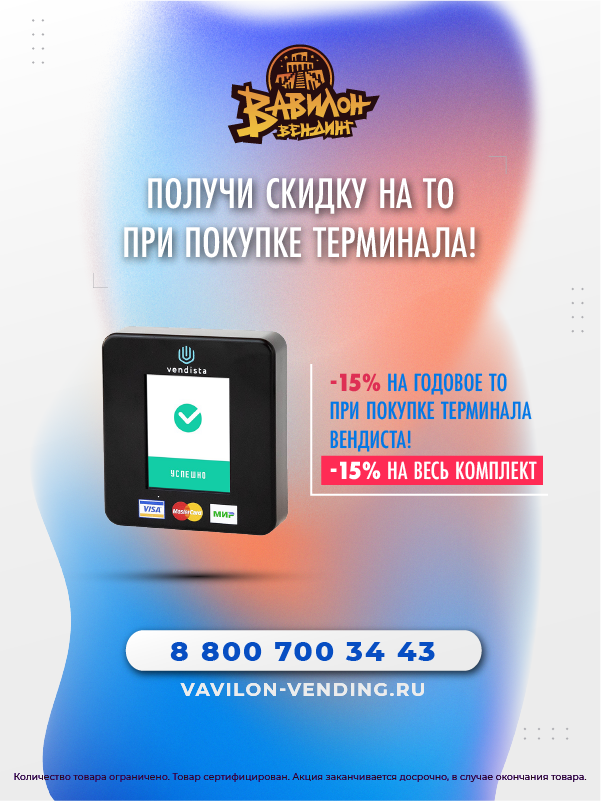 ВАВИЛОН
ВЕНДИНГ
ПОЛУЧИ СКИДКУ НА ТО
ПРИ ПОКУПКЕ ТЕРМИНАЛА!
vendista
УСПЕШНО
VISA
MasterCard
МИР
-15% НА ГОДОВОЕ ТО
ПРИ ПОКУПКЕ ТЕРМИНАЛА
ВЕНДИСТА!
-15% НА ВЕСЬ КОМПЛЕКТ
8 800 700 34 43
VAVILON-VENDING.RU
Количество товара ограничено. Товар сертифицирован. Акция заканчивается досрочно, в случае окончания товара.